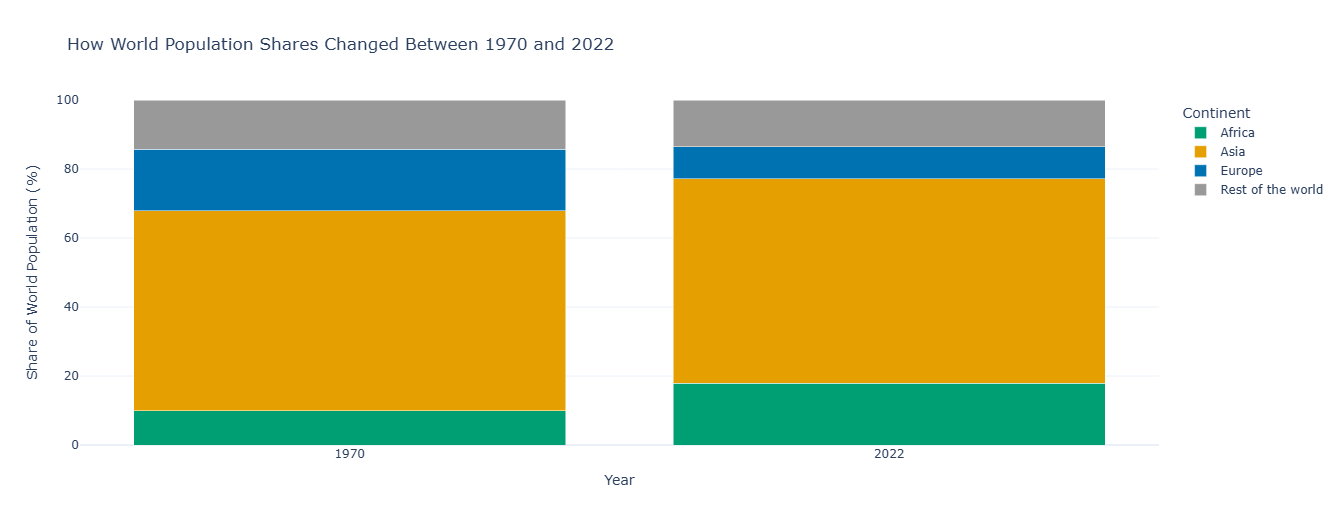 How World Population Shares Changed Between 1970 and 2022
Share of World Population (%)
100
80
60
40
20
0
1970
2022
Year
Continent
Africa
Asia
Europe
Rest of the world